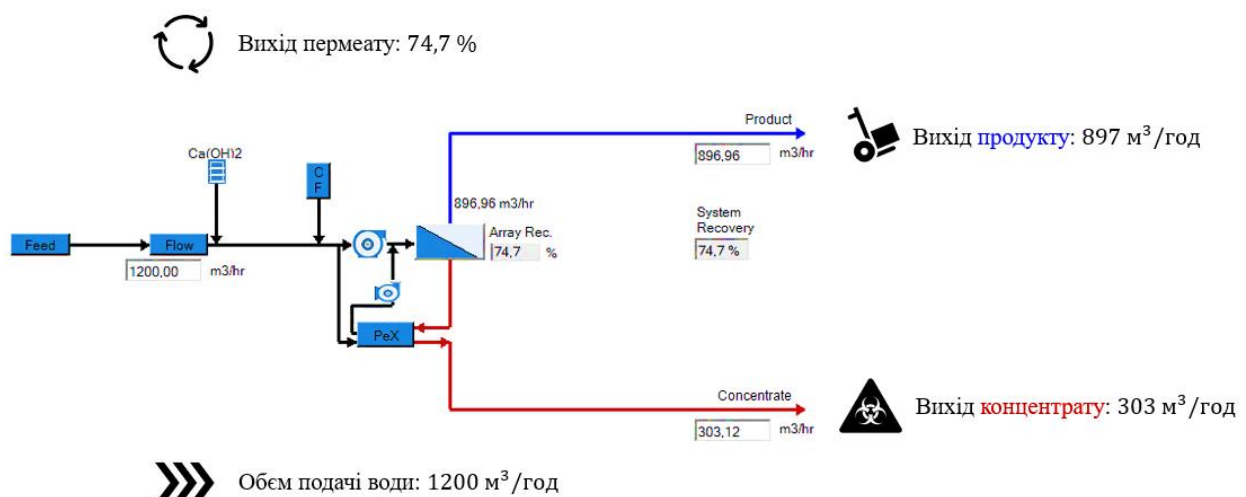 Вихід пермеату: 74,7 %
Product
896,96 m3/hr
Вихід продукту: 897 м³/год
Ca(OH)2
C
F
896,96 m3/hr
System
Recovery
74,7 %
Array Rec.
74,7 %
Feed
Flow
1200,00 m3/hr
PeX
Concentrate
303,12 m3/hr
Вихід концентрату: 303 м³/год
Обєм подачі води: 1200 м³/год